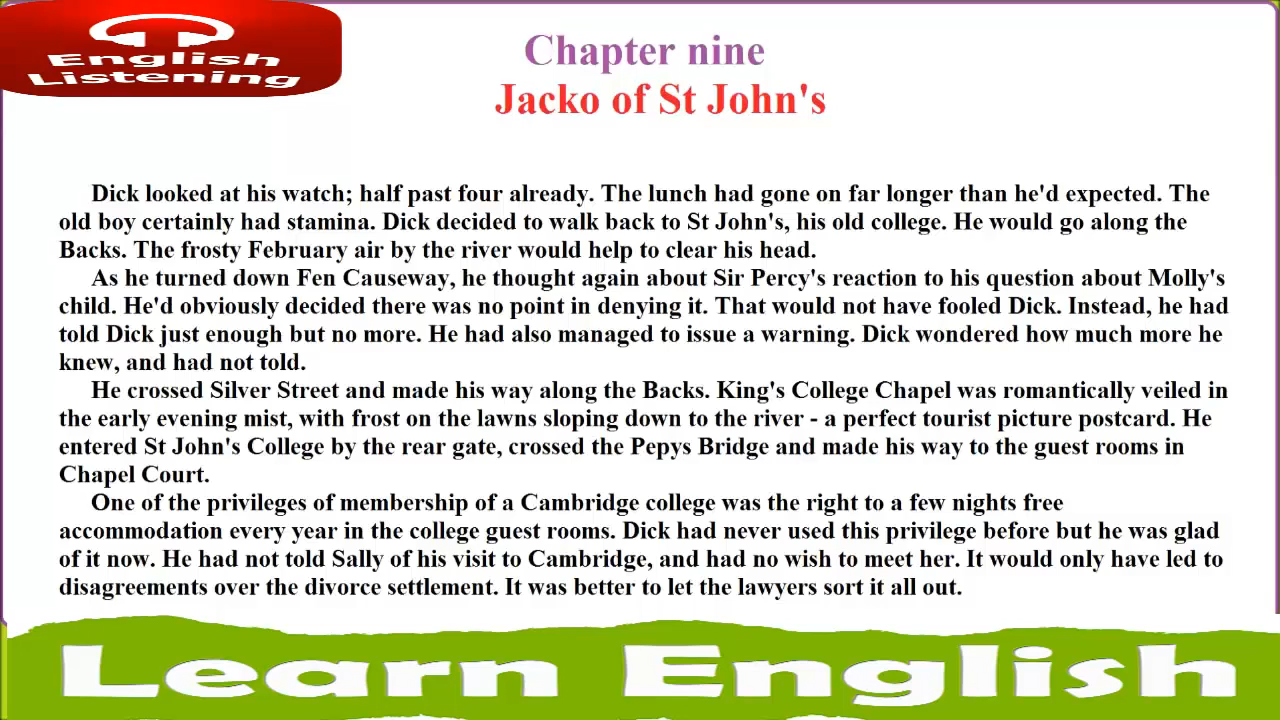 English
Listening
Chapter nine
Jacko of St John's
Dick looked at his watch; half past four already. The lunch had gone on far longer than he'd expected. The
old boy certainly had stamina. Dick decided to walk back to St John's, his old college. He would go along the
Backs. The frosty February air by the river would help to clear his head.
As he turned down Fen Causeway, he thought again about Sir Percy's reaction to his question about Molly's
child. He'd obviously decided there was no point in denying it. That would not have fooled Dick. Instead, he had
told Dick just enough but no more. He had also managed to issue a warning. Dick wondered how much more he
knew, and had not told.
He crossed Silver Street and made his way along the Backs. King's College Chapel was romantically veiled in
the early evening mist, with frost on the lawns sloping down to the river - a perfect tourist picture postcard. He
entered St John's College by the rear gate, crossed the Pepys Bridge and made his way to the guest rooms in
Chapel Court.
One of the privileges of membership of a Cambridge college was the right to a few nights free
accommodation every year in the college guest rooms. Dick had never used this privilege before but he was glad
of it now. He had not told Sally of his visit to Cambridge, and had no wish to meet her. It would only have led to
disagreements over the divorce settlement. It was better to let the lawyers sort it all out.
Learn English